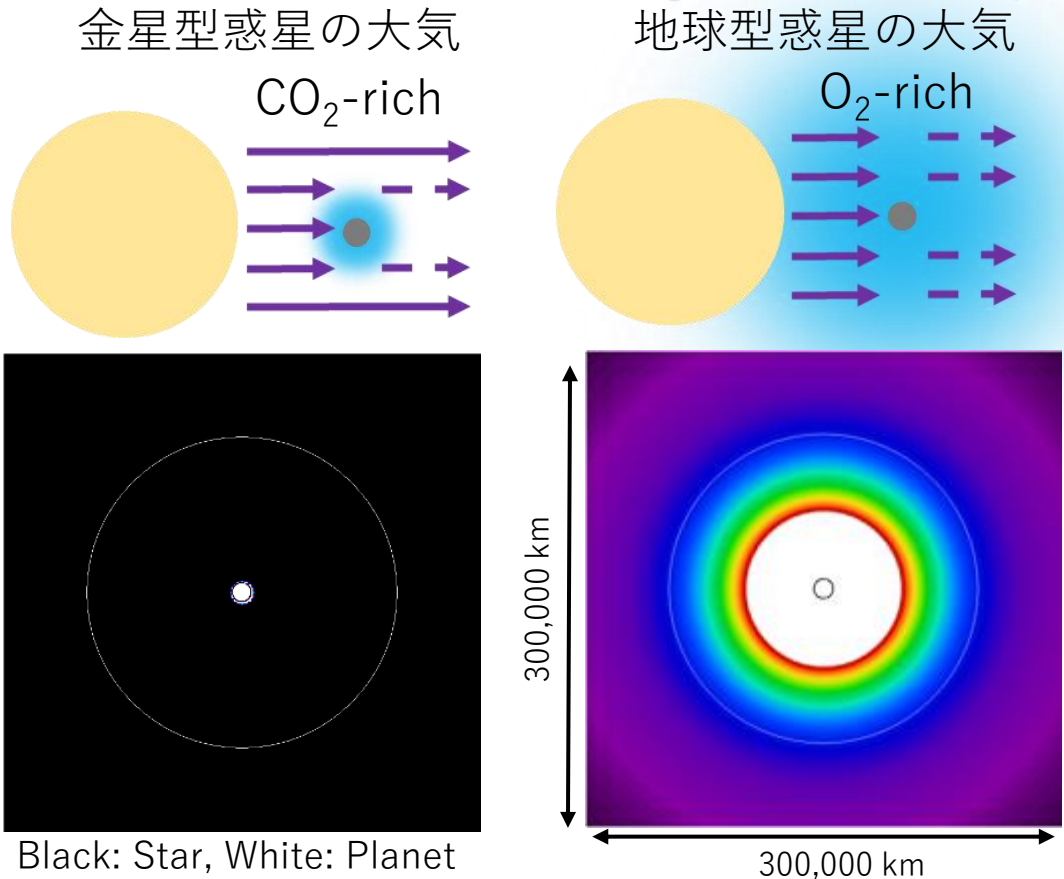 金星型惑星の大気
CO₂-rich
地球型惑星の大気
O₂-rich
300,000 km
Black: Star, White: Planet
300,000 km